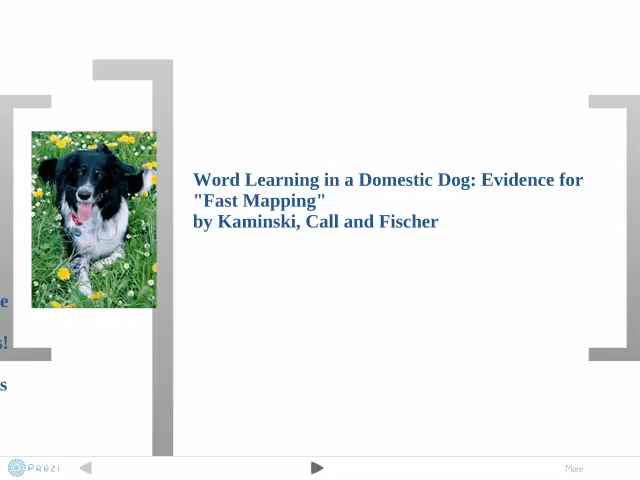 Word Learning in a Domestic Dog: Evidence for
"Fast Mapping"
by Kaminski, Call and Fischer
e
s!
s
Prezi
More